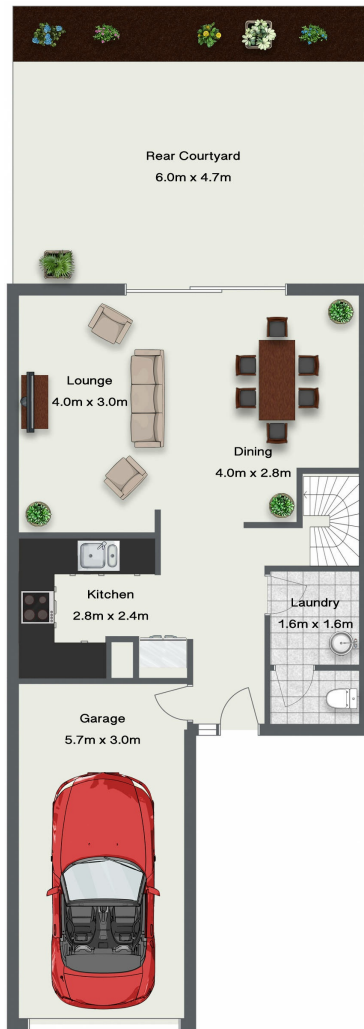 Rear Courtyard
6.0m x 4.7m
Lounge
4.0m x 3.0m
Dining
4.0m x 2.8m
Kitchen
2.8m x 2.4m
Laundry
1.6m x 1.6m
Garage
5.7m x 3.0m